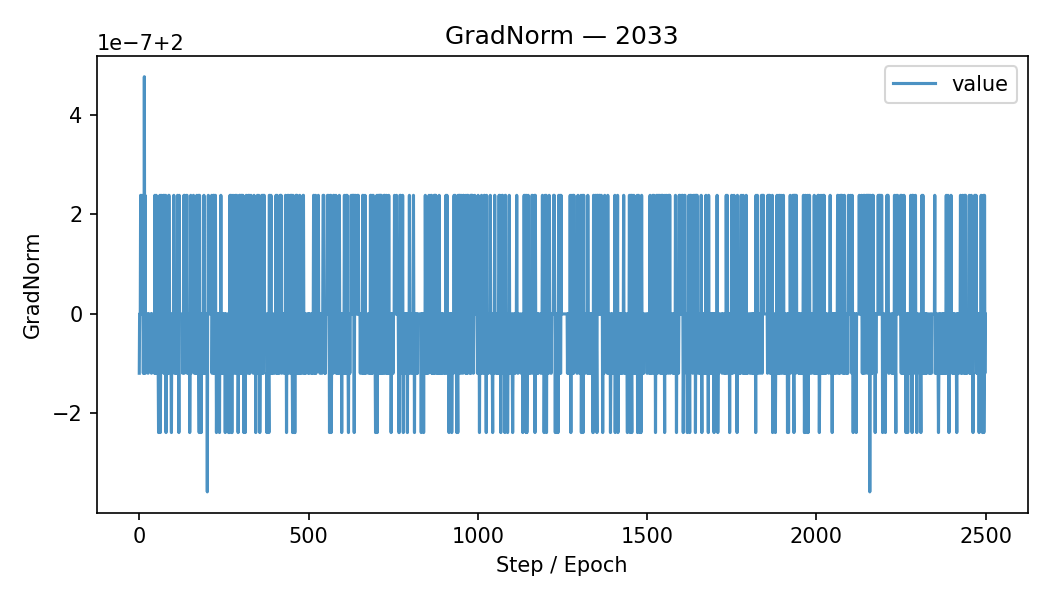 GradNorm — 2033
1e−7+2
value
GradNorm
4
2
0
−2
0
500
1000
1500
2000
2500
Step / Epoch